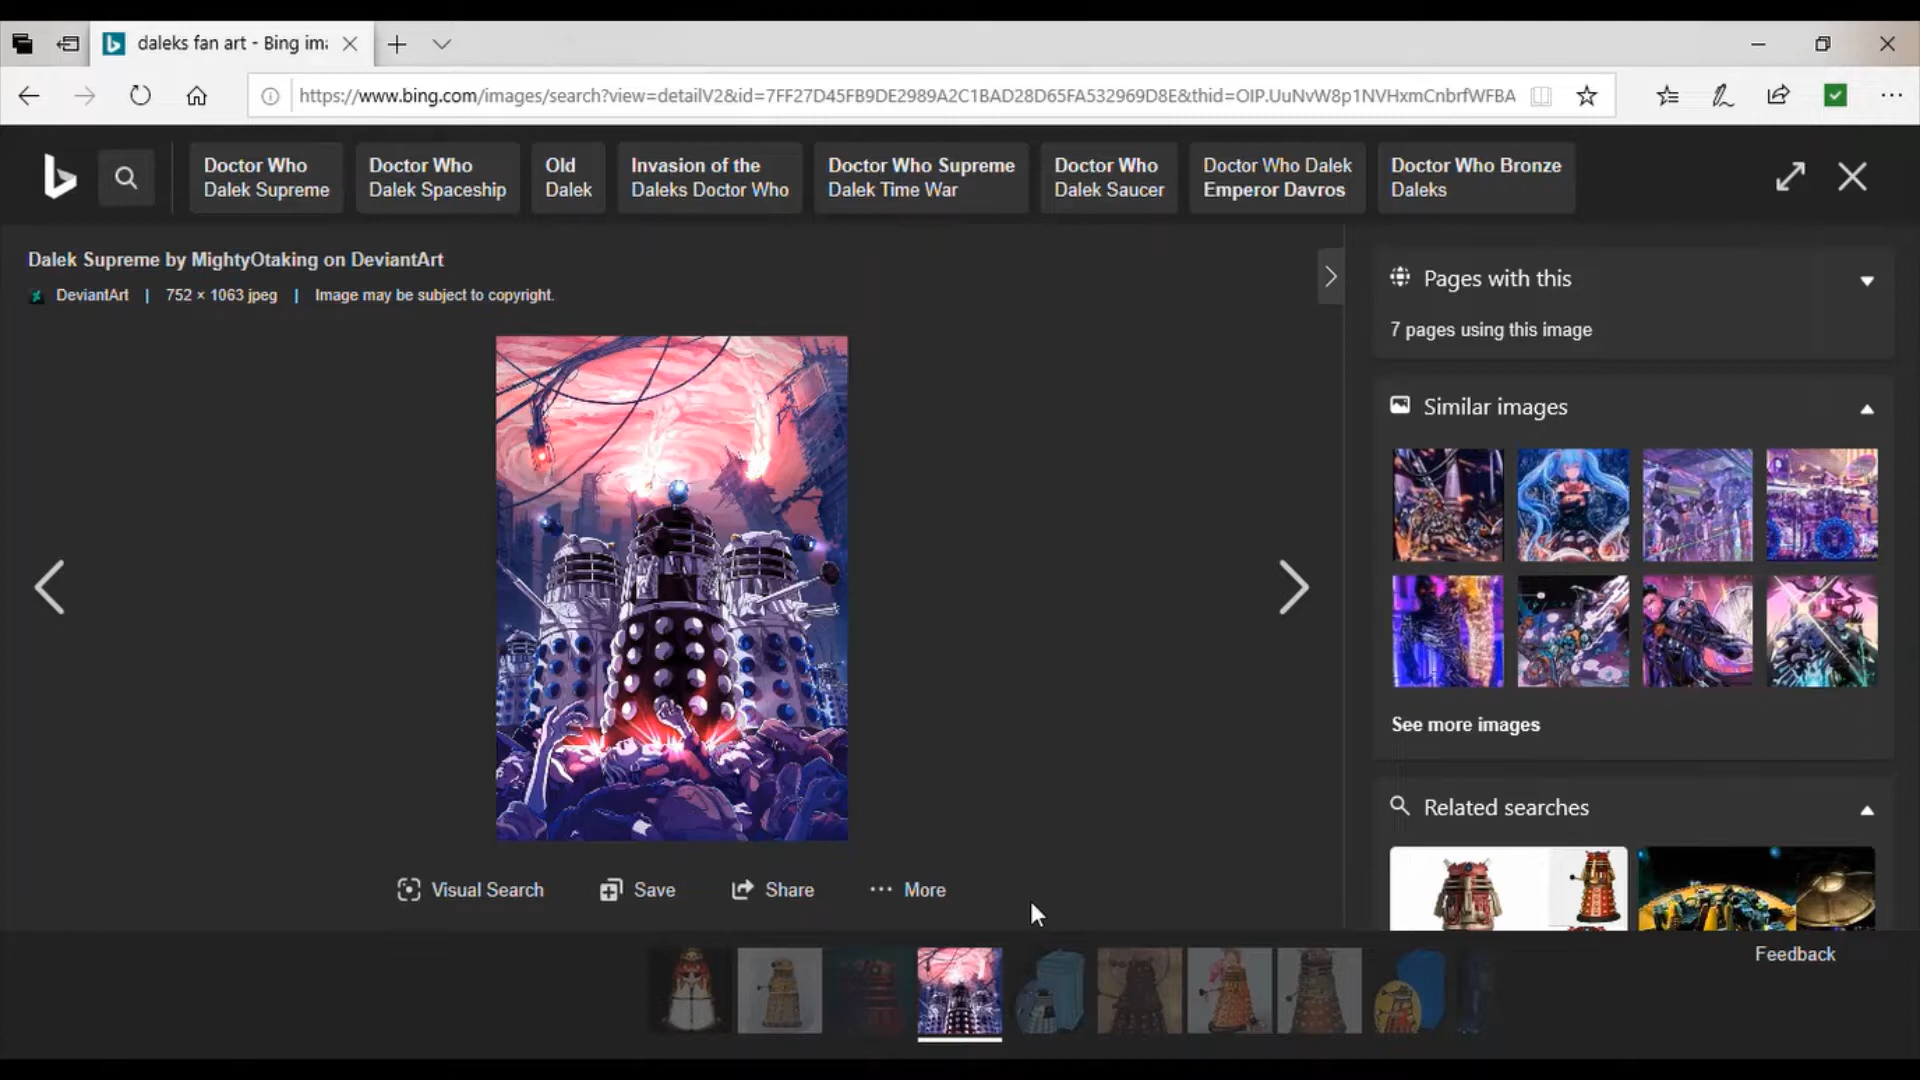 daleks fan art - Bing ima
https://www.bing.com/images/search?view=detailV2&id=7FF27D45FB9DE2989A2C1BAD28D65FA532969D8E&thid=OIP.UuNvW8p1NVHxmCnbrfWFBA
Doctor Who
Dalek Supreme
Doctor Who
Dalek Spaceship
Old
Dalek
Invasion of the
Daleks Doctor Who
Doctor Who Supreme
Dalek Time War
Doctor Who
Dalek Saucer
Doctor Who Dalek
Emperor Davros
Doctor Who Bronze
Daleks
Dalek Supreme by MightyOtaking on DeviantArt
DeviantArt | 752 × 1063 jpeg | Image may be subject to copyright.
Pages with this
7 pages using this image
Similar images
See more images
Related searches
Visual Search
Save
Share
More
Feedback